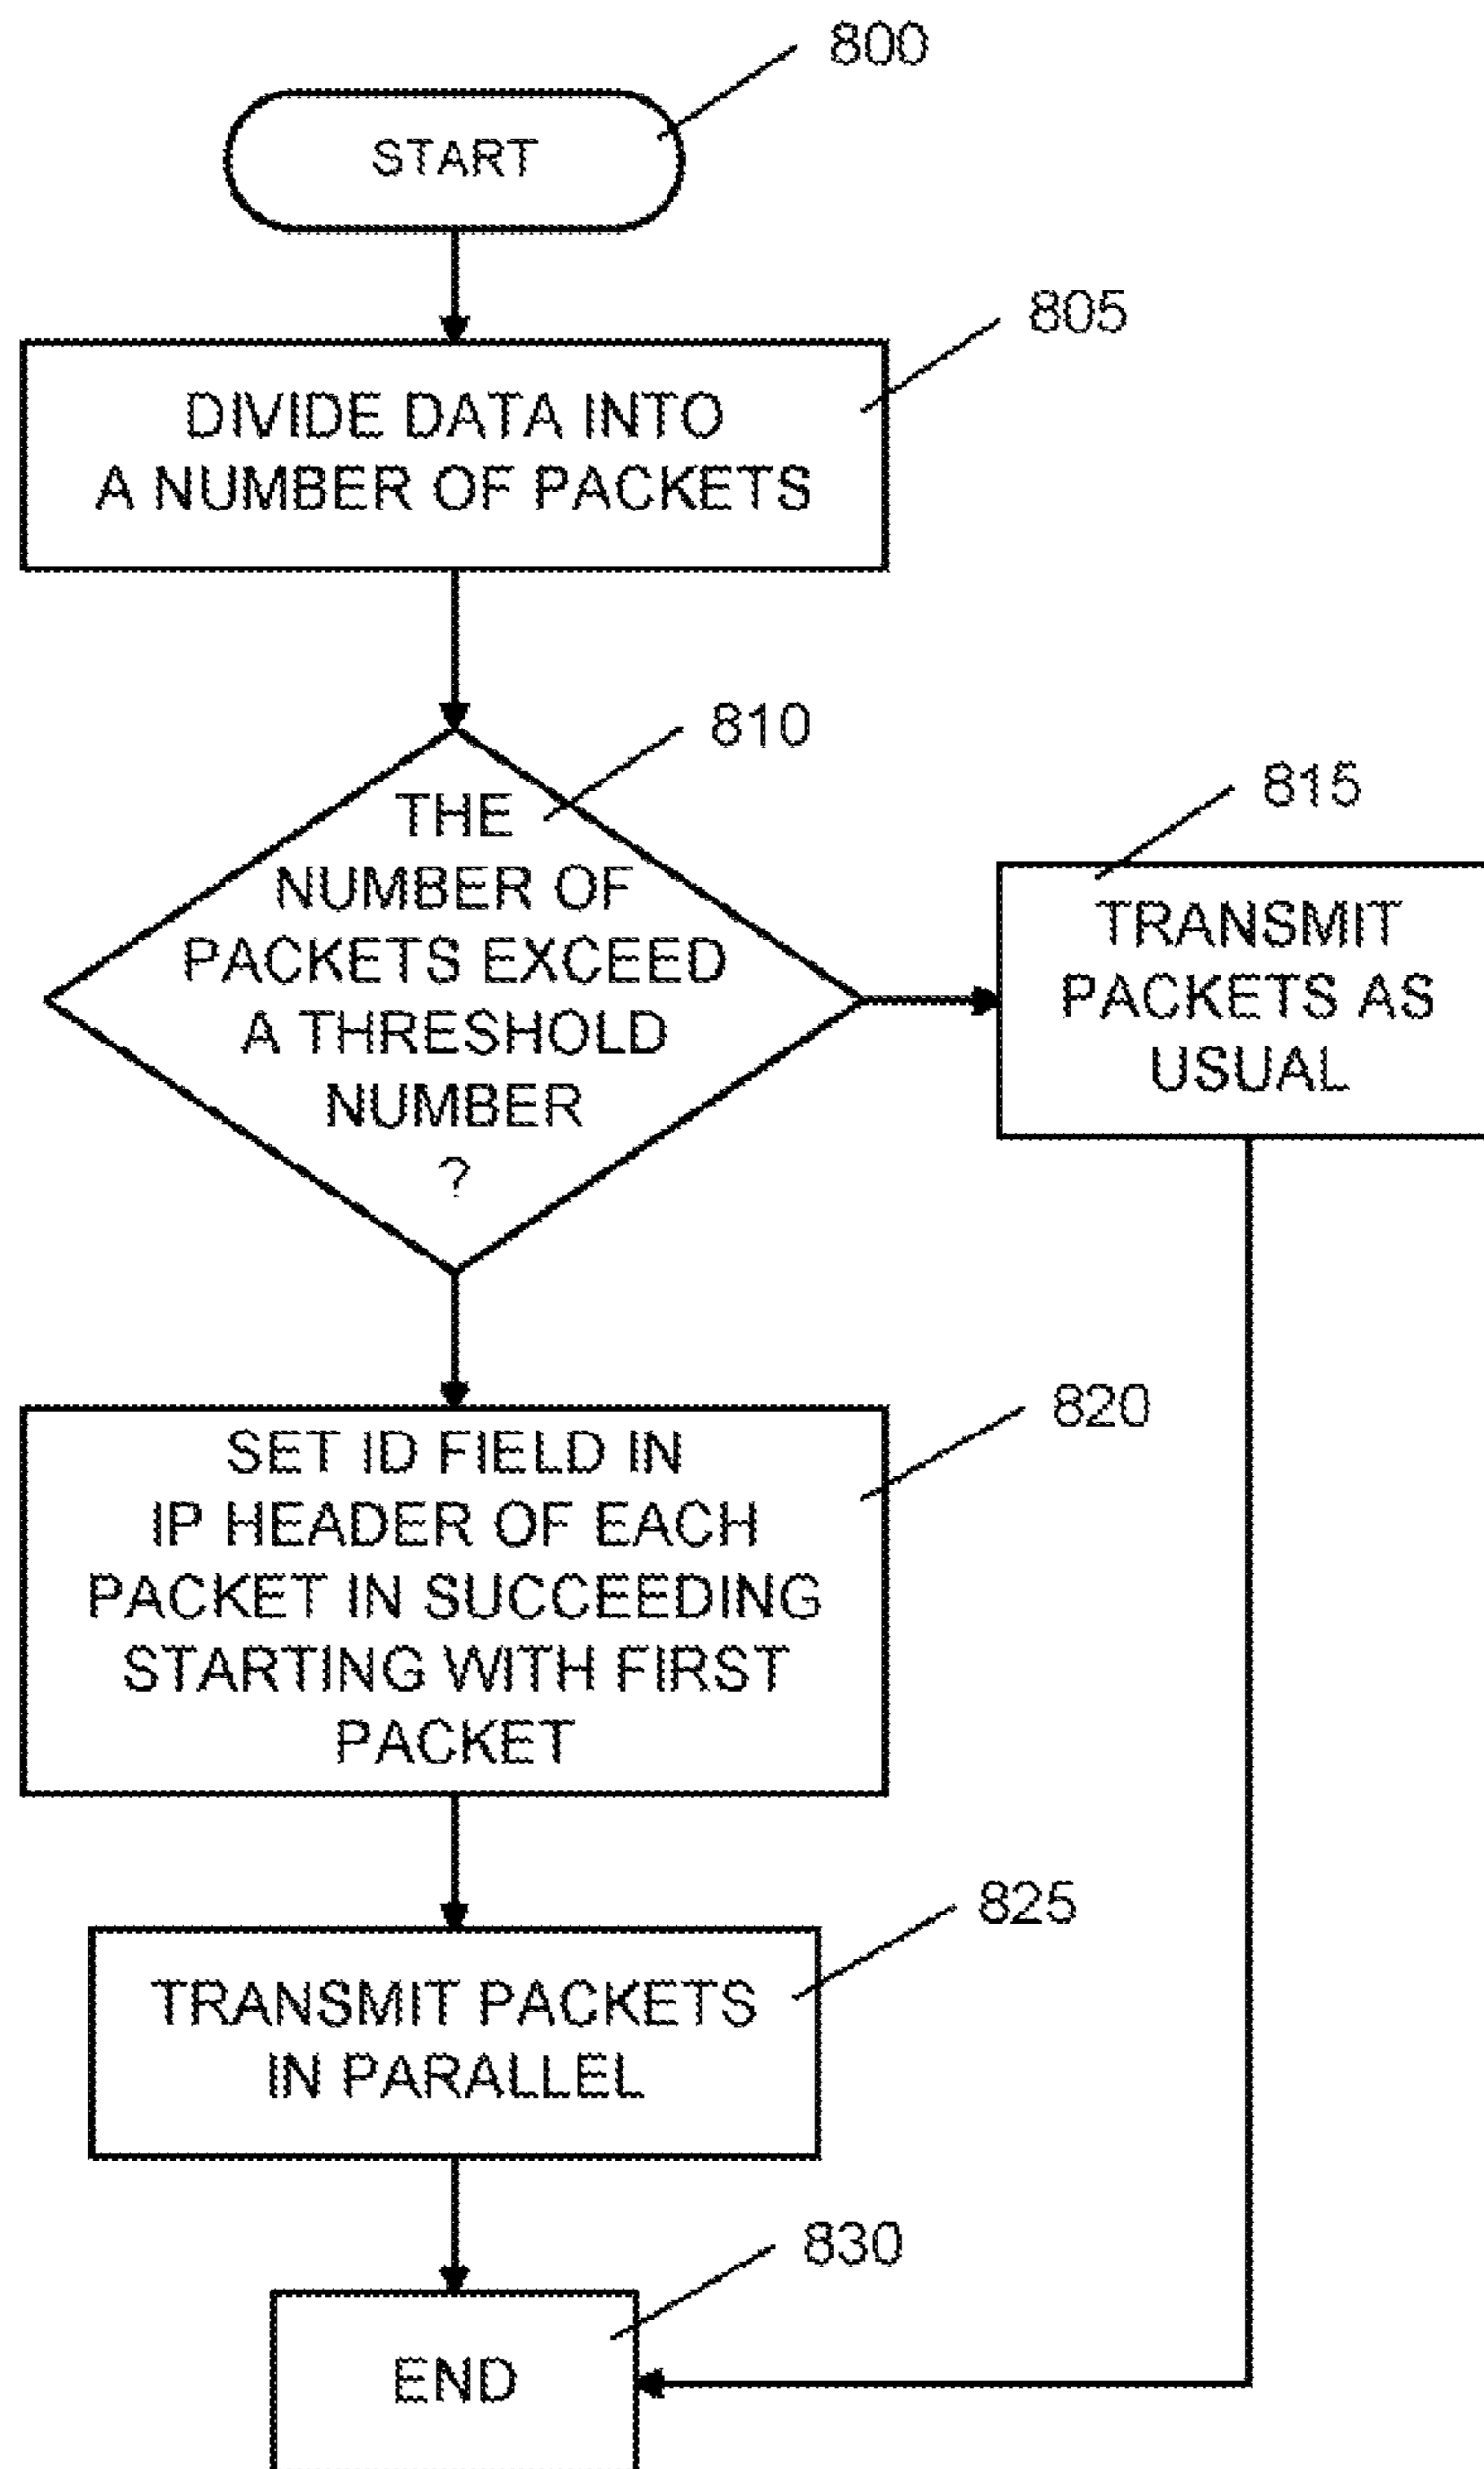 800
START
805
DIVIDE DATA INTO
A NUMBER OF PACKETS
810
THE
NUMBER OF
PACKETS EXCEED
A THRESHOLD
NUMBER
?
815
TRANSMIT
PACKETS AS
USUAL
820
SET ID FIELD IN
IP HEADER OF EACH
PACKET IN SUCCEEDING
STARTING WITH FIRST
PACKET
825
TRANSMIT PACKETS
IN PARALLEL
830
END